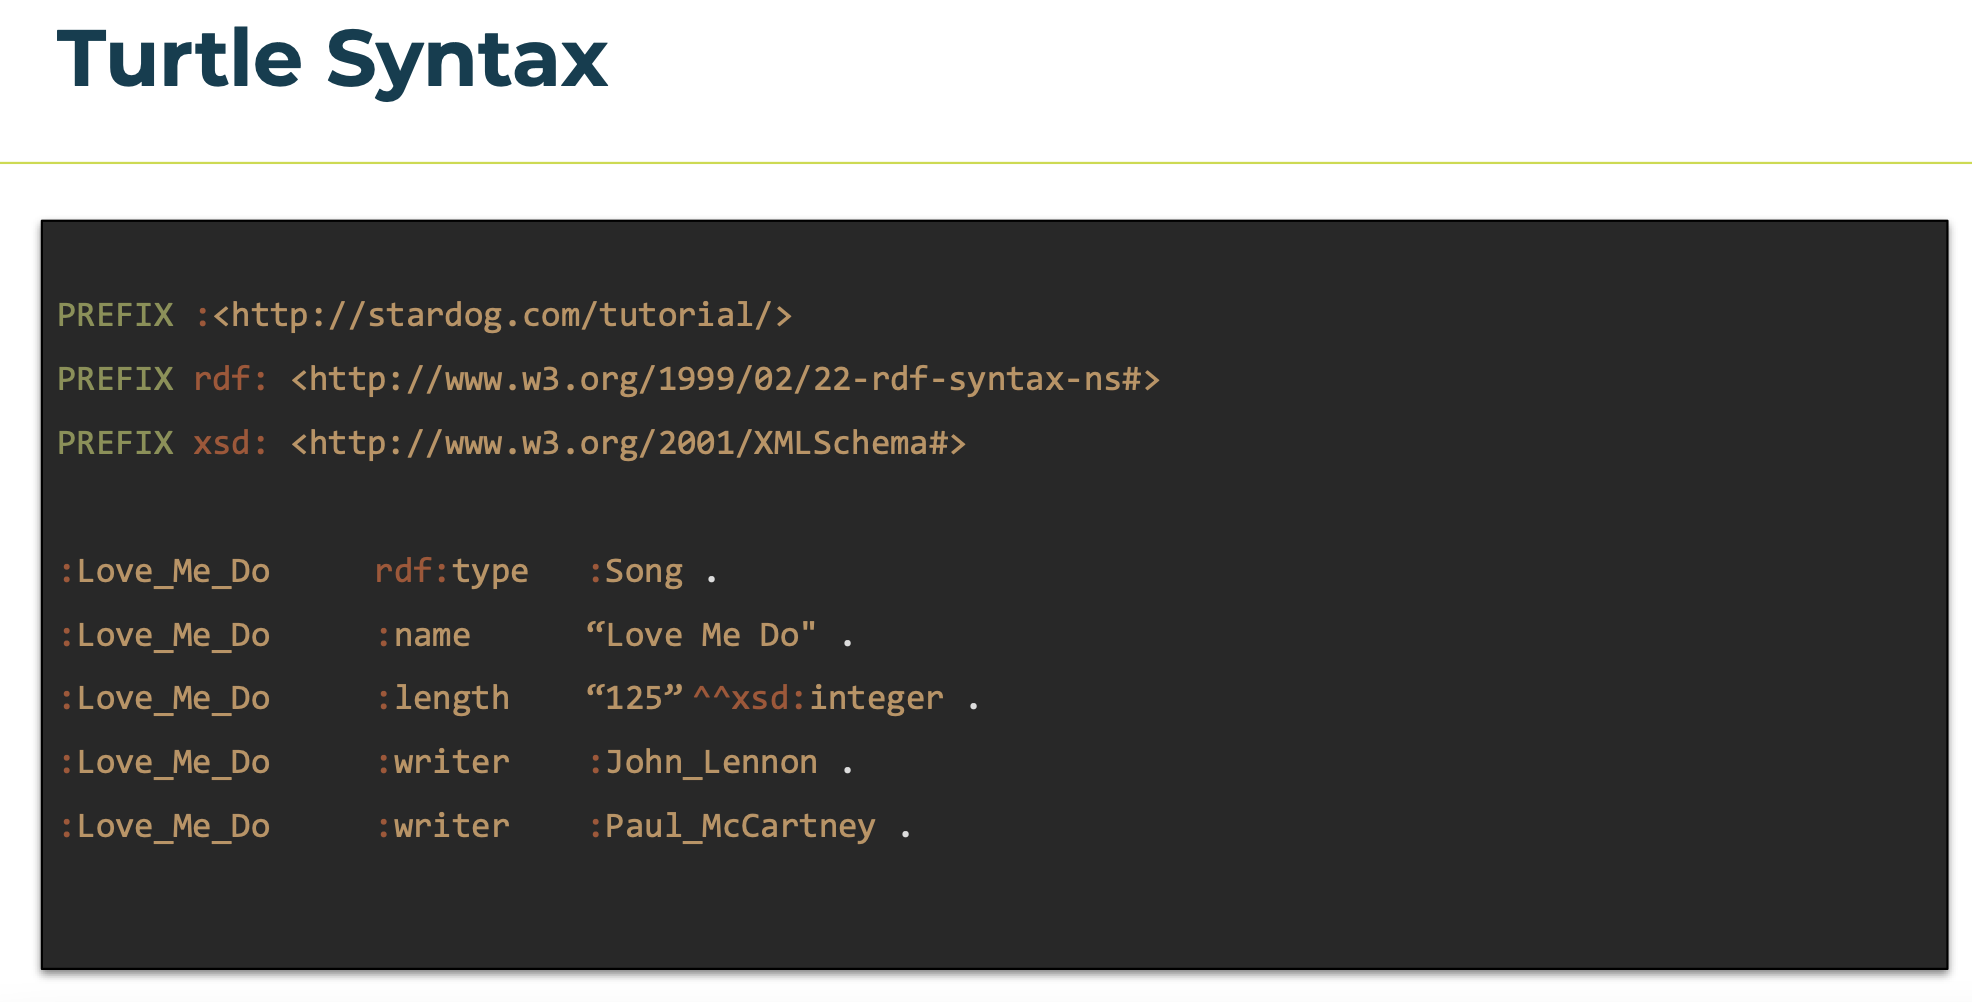 Turtle Syntax
PREFIX :<http://stardog.com/tutorial/>
PREFIX rdf: <http://www.w3.org/1999/02/22-rdf-syntax-ns#>
PREFIX xsd: <http://www.w3.org/2001/XMLSchema#>
:Love_Me_Do rdf:type :Song .
:Love_Me_Do :name “Love Me Do" .
:Love_Me_Do :length “125”^^xsd:integer .
:Love_Me_Do :writer :John_Lennon .
:Love_Me_Do :writer :Paul_McCartney .